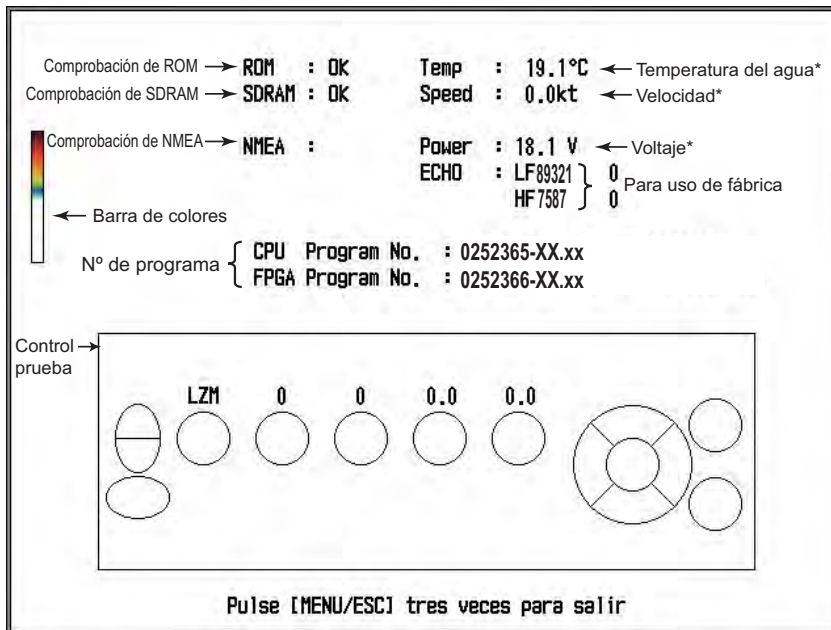 Comprobación de ROM → ROM : OK Temp : 19.1°C ← Temperatura del agua*
Comprobación de SDRAM → SDRAM : OK Speed : 0.0kt ← Velocidad*
Comprobación de NMEA → NMEA : Power : 18.1 V ← Voltaje*
ECHO : LF89321 0
HF7587 0
Para uso de fábrica
← Barra de colores
Nº de programa
CPU Program No. : 0252365-XX.xx
FPGA Program No. : 0252366-XX.xx
Control →
prueba
LZM 0 0 0.0 0.0
Pulse [MENU/ESC] tres veces para salir